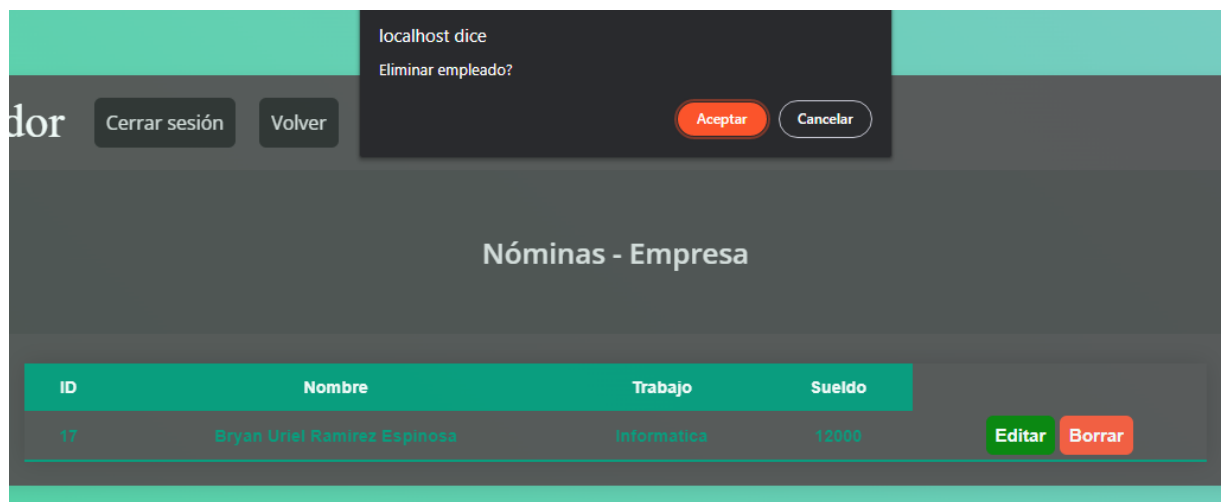 localhost dice
Eliminar empleado?
Aceptar Cancelar
dor Cerrar sesión Volver
Nóminas - Empresa
ID Nombre Trabajo Sueldo
17 Bryan Uriel Ramirez Espinosa Informatica 12000 Editar Borrar